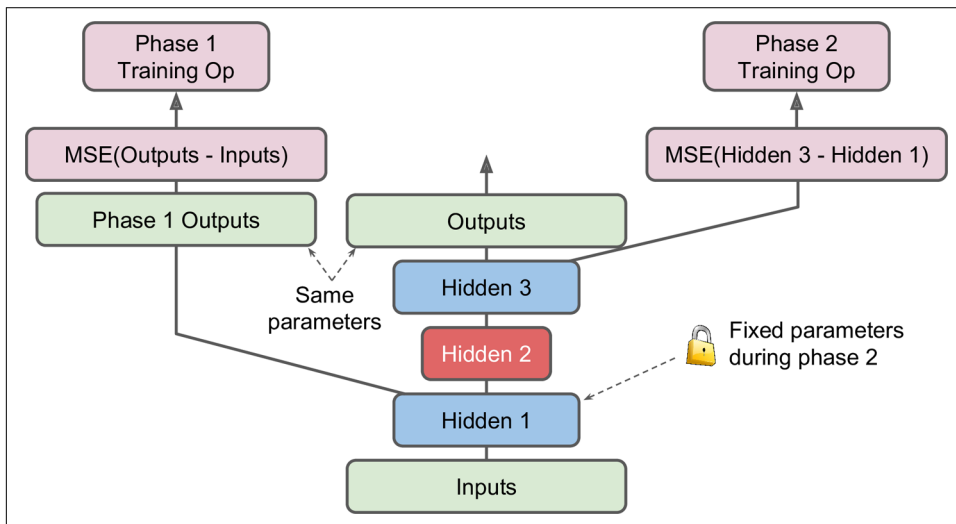 Phase 1
Training Op
Phase 2
Training Op
MSE(Outputs - Inputs)
MSE(Hidden 3 - Hidden 1)
Phase 1 Outputs
Outputs
Same
parameters
Hidden 3
Hidden 2
Fixed parameters
during phase 2
Hidden 1
Inputs